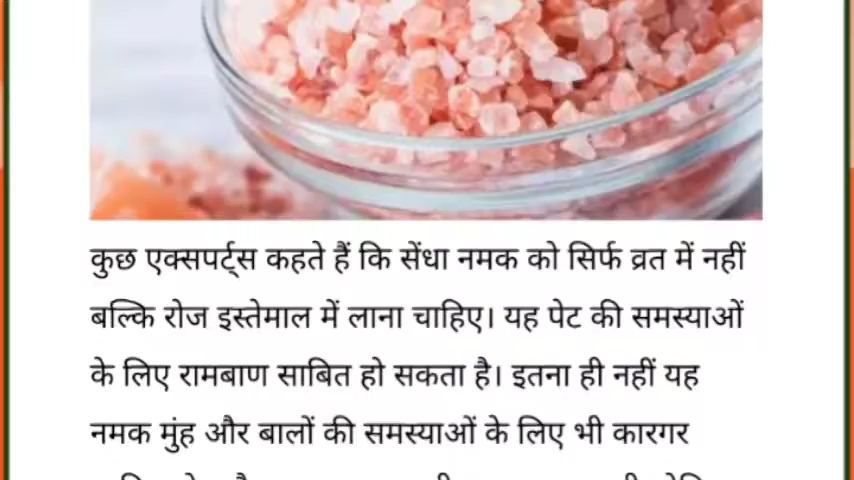 कुछ एक्सपर्ट्स कहते हैं कि सेंधा नमक को सिर्फ व्रत में नहीं
बल्कि रोज इस्तेमाल में लाना चाहिए। यह पेट की समस्याओं
के लिए रामबाण साबित हो सकता है। इतना ही नहीं यह
नमक मुंह और बालों की समस्याओं के लिए भी कारगर